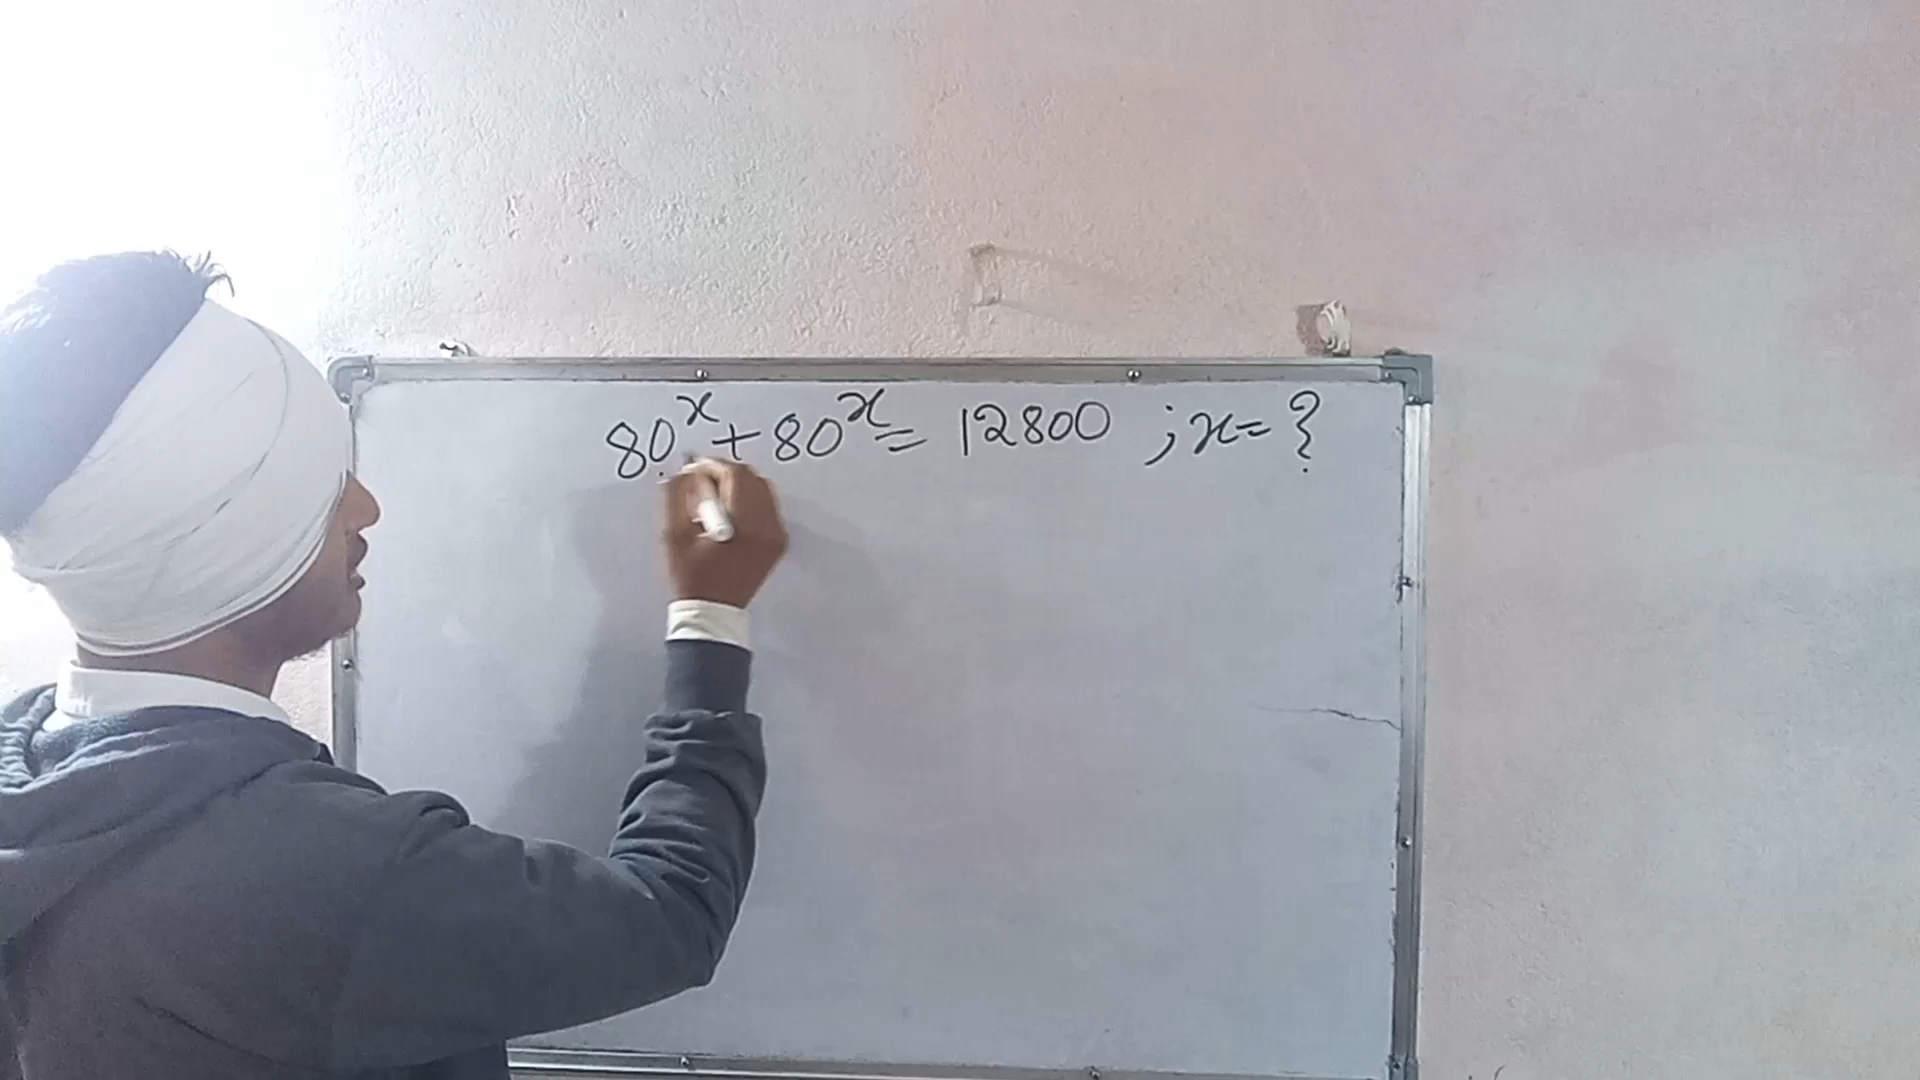 80^x + 80^x = 12800 ; x = ?